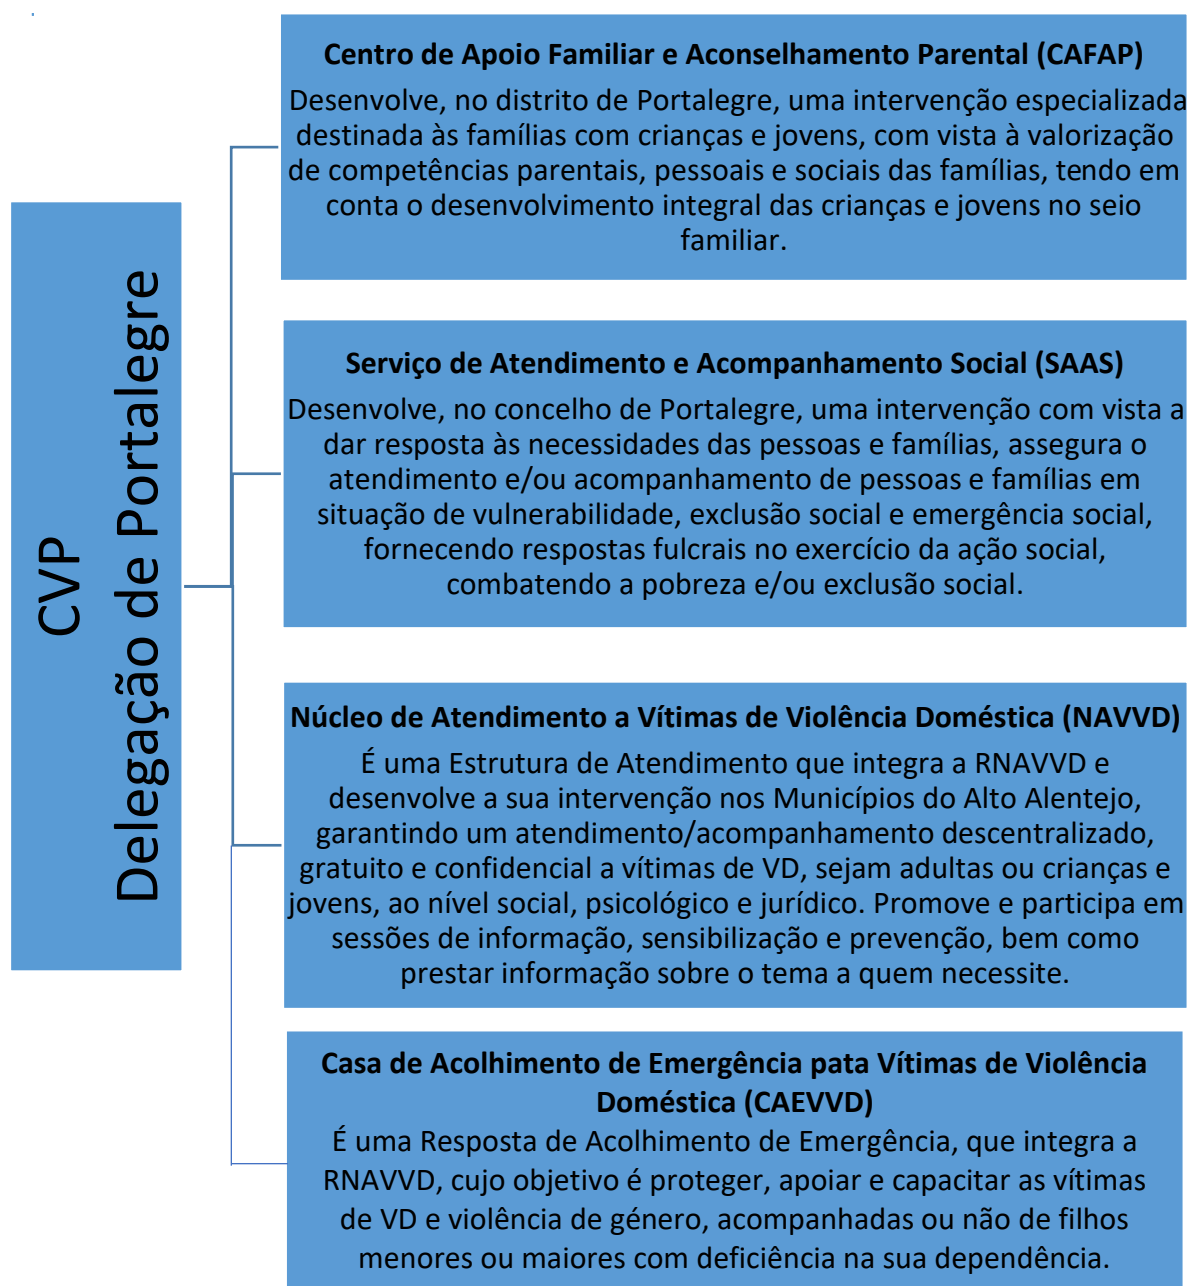 CVP
Delegação de Portalegre
Centro de Apoio Familiar e Aconselhamento Parental (CAFAP)
Desenvolve, no distrito de Portalegre, uma intervenção especializada
destinada às famílias com crianças e jovens, com vista à valorização
de competências parentais, pessoais e sociais das famílias, tendo em
conta o desenvolvimento integral das crianças e jovens no seio
familiar.
Serviço de Atendimento e Acompanhamento Social (SAAS)
Desenvolve, no concelho de Portalegre, uma intervenção com vista a
dar resposta às necessidades das pessoas e famílias, assegura o
atendimento e/ou acompanhamento de pessoas e famílias em
situação de vulnerabilidade, exclusão social e emergência social,
fornecendo respostas fulcrais no exercício da ação social,
combatendo a pobreza e/ou exclusão social.
Núcleo de Atendimento a Vítimas de Violência Doméstica (NAVVD)
É uma Estrutura de Atendimento que integra a RNAVVD e
desenvolve a sua intervenção nos Municípios do Alto Alentejo,
garantindo um atendimento/acompanhamento descentralizado,
gratuito e confidencial a vítimas de VD, sejam adultas ou crianças e
jovens, ao nível social, psicológico e jurídico. Promove e participa em
sessões de informação, sensibilização e prevenção, bem como
prestar informação sobre o tema a quem necessite.
Casa de Acolhimento de Emergência pata Vítimas de Violência
Doméstica (CAEVVD)
É uma Resposta de Acolhimento de Emergência, que integra a
RNAVVD, cujo objetivo é proteger, apoiar e capacitar as vítimas
de VD e violência de género, acompanhadas ou não de filhos
menores ou maiores com deficiência na sua dependência.